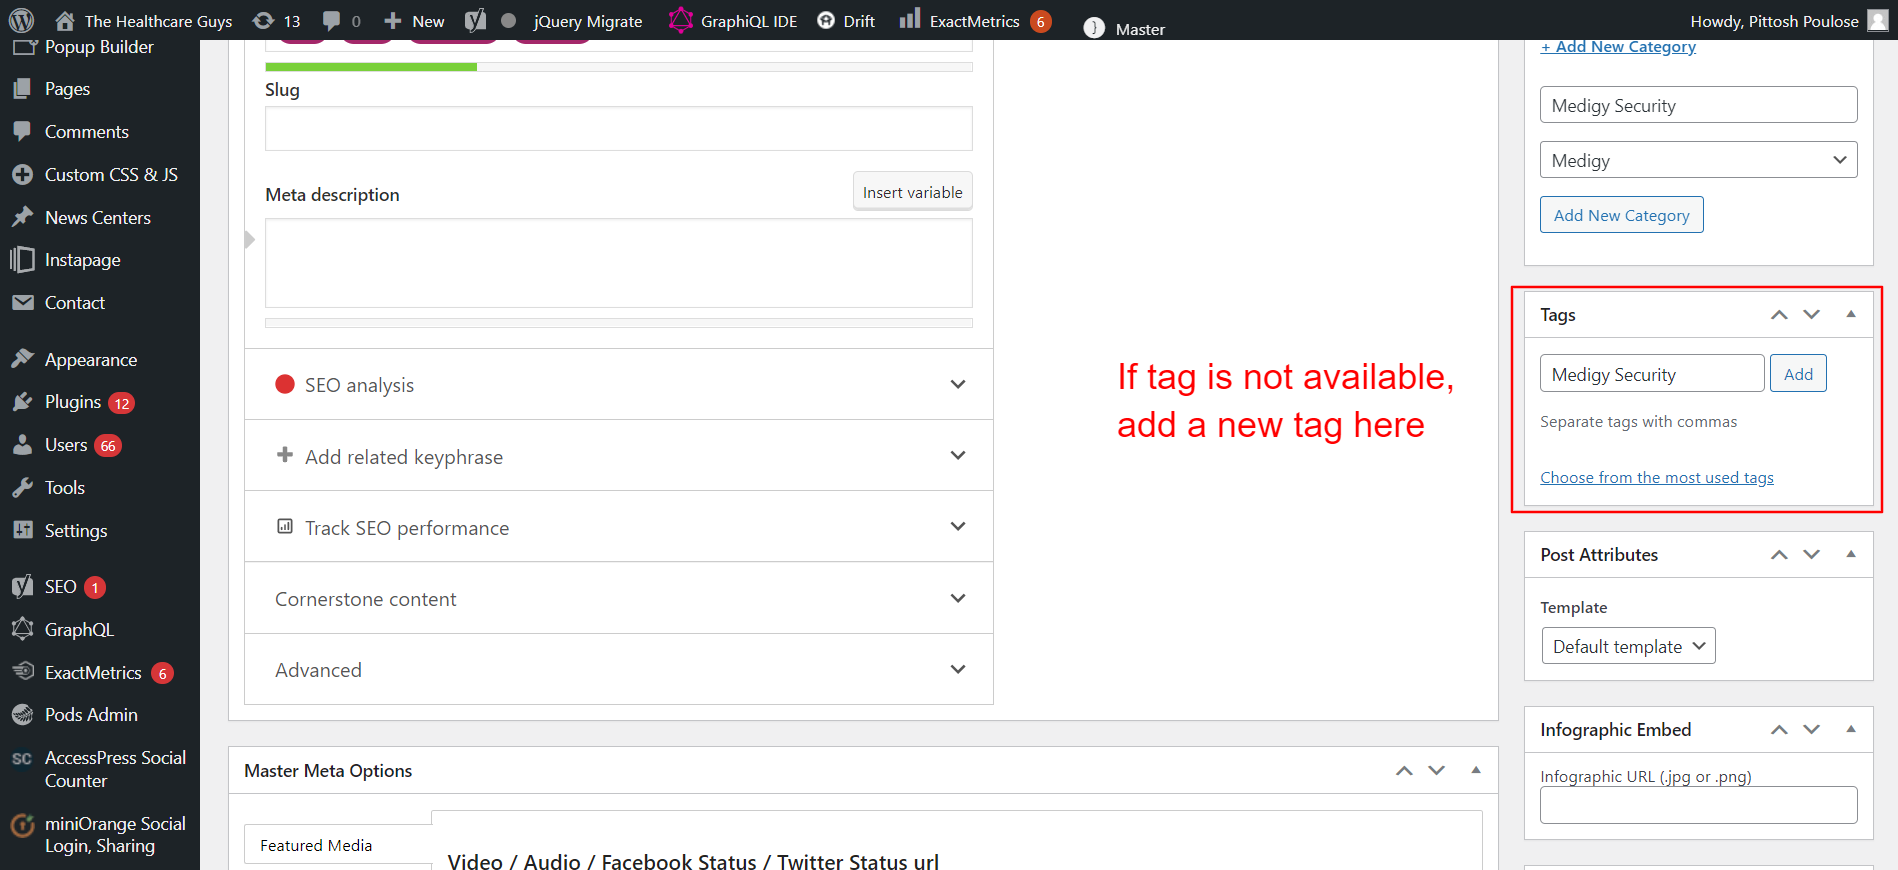 The Healthcare Guys
13
0
New
jQuery Migrate
GraphiQL IDE
Drift
ExactMetrics 6
Master
Howdy, Pittosh Poulose
Popup Builder
Pages
Comments
Custom CSS & JS
News Centers
Instapage
Contact
Appearance
Plugins 12
Users 66
Tools
Settings
SEO 1
GraphQL
ExactMetrics 6
Pods Admin
SC AccessPress Social
Counter
miniOrange Social
Login, Sharing
Slug
Meta description
Insert variable
SEO analysis
Add related keyphrase
Track SEO performance
Cornerstone content
Advanced
If tag is not available,
add a new tag here
Master Meta Options
Featured Media
Video / Audio / Facebook Status / Twitter Status url
+ Add New Category
Medigy Security
Medigy
Add New Category
Tags
Medigy Security
Add
Separate tags with commas
Choose from the most used tags
Post Attributes
Template
Default template
Infographic Embed
Infographic URL (.jpg or .png)